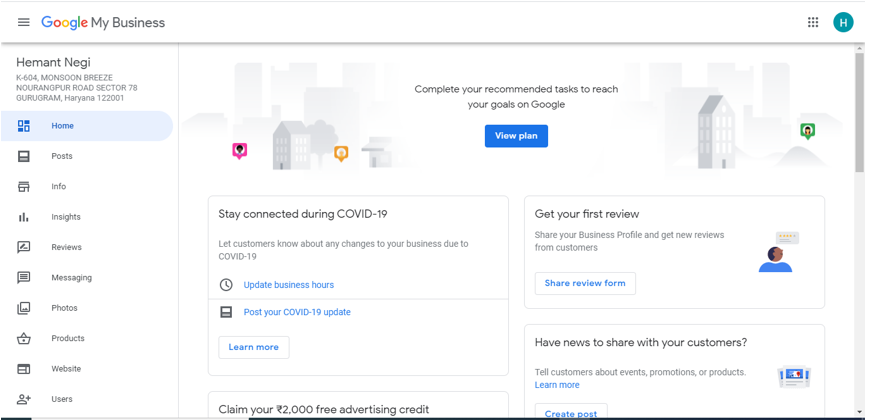 Google My Business
H
Hemant Negi
K-604, MONSOON BREEZE
NOURANGPUR ROAD SECTOR 78
GURUGRAM, Haryana 122001
Home
Posts
Info
Insights
Reviews
Messaging
Photos
Products
Website
Users
Complete your recommended tasks to reach
your goals on Google
View plan
Stay connected during COVID-19
Let customers know about any changes to your business due to
COVID-19
Update business hours
Post your COVID-19 update
Learn more
Claim your ₹2,000 free advertising credit
Get your first review
Share your Business Profile and get new reviews
from customers
Share review form
Have news to share with your customers?
Tell customers about events, promotions, or products.
Learn more
Create post